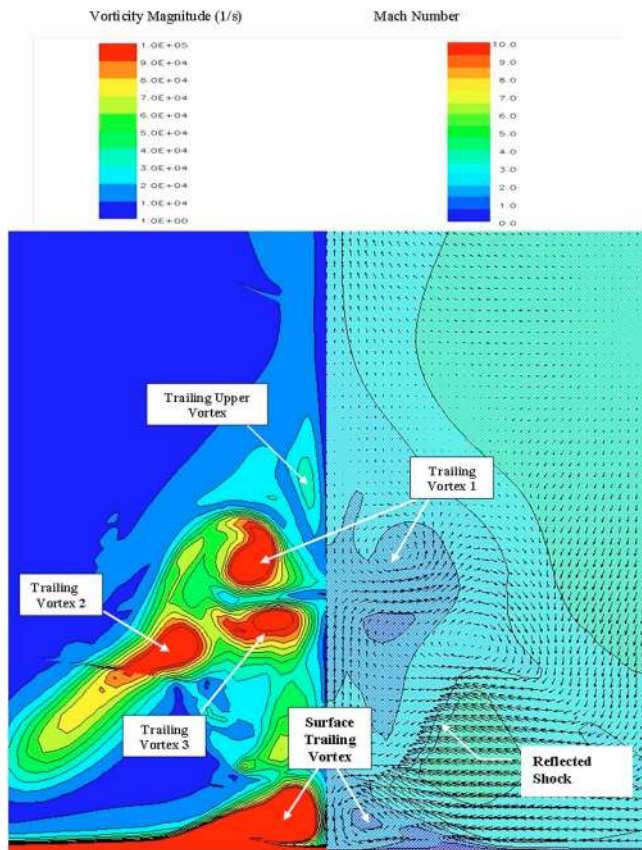 Vorticity Magnitude (1/s)
Mach Number
1.0E+05
9.0E+04
8.0E+04
7.0E+04
6.0E+04
5.0E+04
4.0E+04
3.0E+04
2.0E+04
1.0E+04
1.0E+00
10.0
9.0
8.0
7.0
6.0
5.0
4.0
3.0
2.0
1.0
0.0
Trailing Upper
Vortex
Trailing
Vortex 1
Trailing
Vortex 2
Trailing
Vortex 3
Surface
Trailing
Vortex
Reflected
Shock